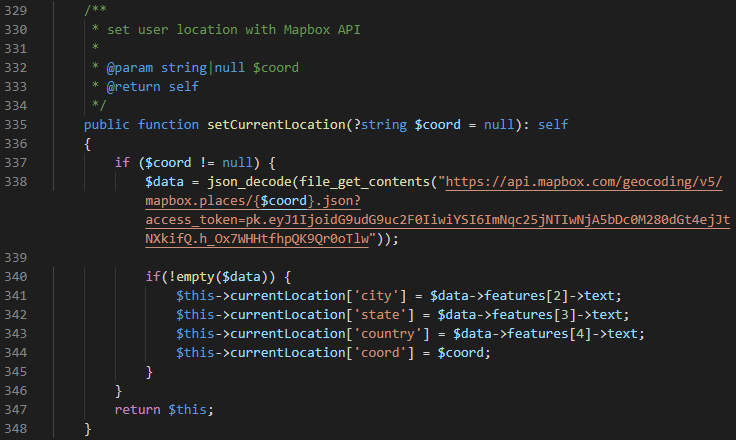 329 /**
330 * set user location with Mapbox API
331 *
332 * @param string|null $coord
333 * @return self
334 */
335 public function setCurrentLocation(?string $coord = null): self
336 {
337 if ($coord != null) {
338 $data = json_decode(file_get_contents("https://api.mapbox.com/geocoding/v5/
mapbox.places/{$coord}.json?
access_token=pk.eyJ1IjoidG9udG9uc2F0IiwiYSI6ImNqc25jNTIwNjA5bDc0M280dGt4ejJt
NXkifQ.h_Ox7WHHtfhpQK9Qr0oTlw"));
339
340 if(!empty($data)) {
341 $this->currentLocation['city'] = $data->features[2]->text;
342 $this->currentLocation['state'] = $data->features[3]->text;
343 $this->currentLocation['country'] = $data->features[4]->text;
344 $this->currentLocation['coord'] = $coord;
345 }
346 }
347 return $this;
348 }